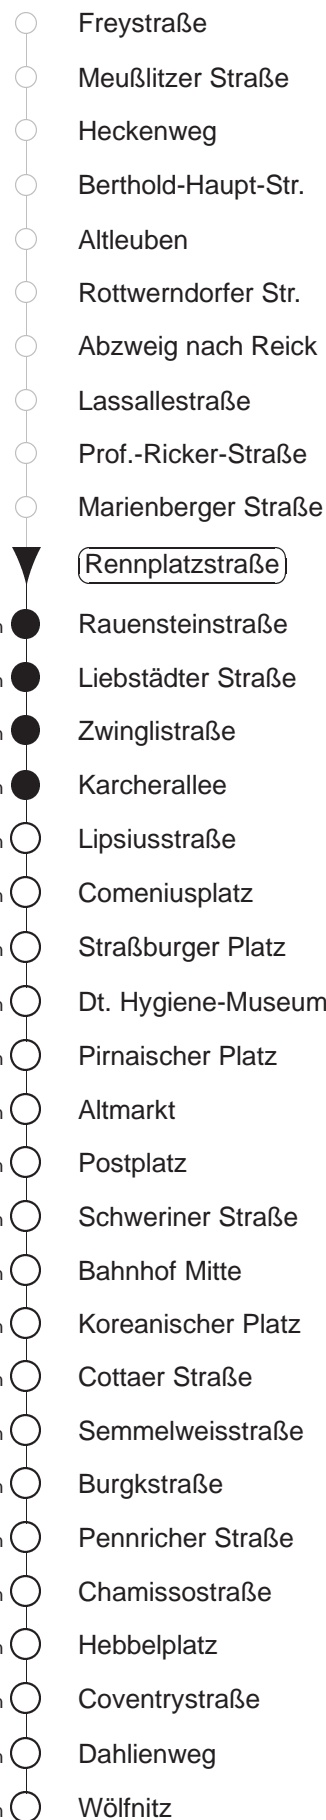 Freystraße
Meußlitzer Straße
Heckenweg
Berthold-Haupt-Str.
Altleuben
Rottwerndorfer Str.
Abzweig nach Reick
Lassallestraße
Prof.-Ricker-Straße
Marienberger Straße
Rennplatzstraße
Rauensteinstraße
Liebstädter Straße
Zwinglistraße
Karcherallee
Lipsiusstraße
Comeniusplatz
Straßburger Platz
Dt. Hygiene-Museum
Pirnaischer Platz
Altmarkt
Postplatz
Schweriner Straße
Bahnhof Mitte
Koreanischer Platz
Cottaer Straße
Semmelweisstraße
Burgkstraße
Pennricher Straße
Chamissostraße
Hebbelplatz
Coventrystraße
Dahlienweg
Wölfnitz